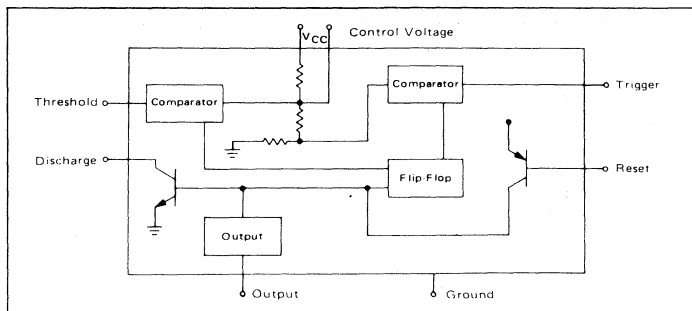 VCC Control Voltage
Threshold
Comparator
Comparator
Trigger
Discharge
Flip-Flop
Reset
Output
Output
Ground